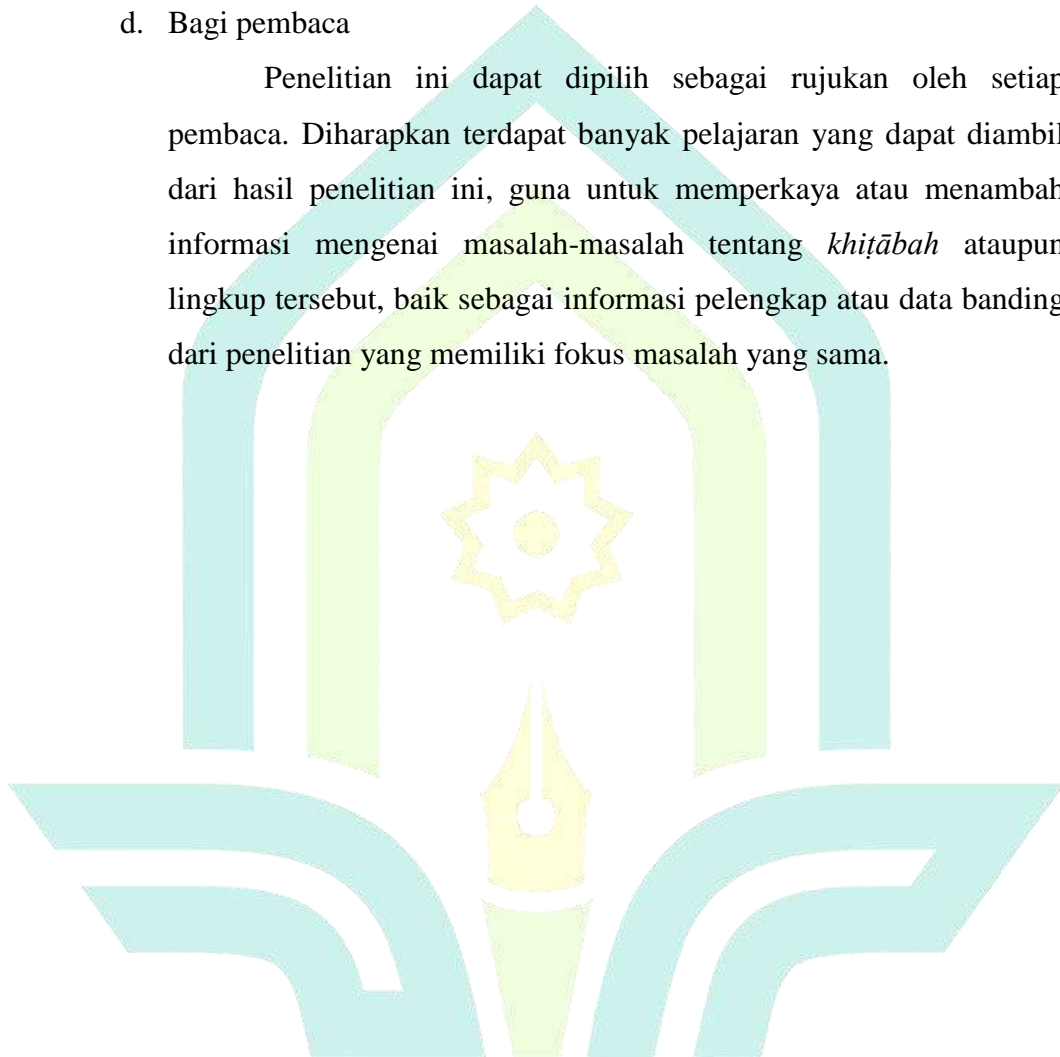 d. Bagi pembaca
Penelitian ini dapat dipilih sebagai rujukan oleh setiap
pembaca. Diharapkan terdapat banyak pelajaran yang dapat diambil
dari hasil penelitian ini, guna untuk memperkaya atau menambah
informasi mengenai masalah-masalah tentang khiṭābah ataupun
lingkup tersebut, baik sebagai informasi pelengkap atau data banding
dari penelitian yang memiliki fokus masalah yang sama.